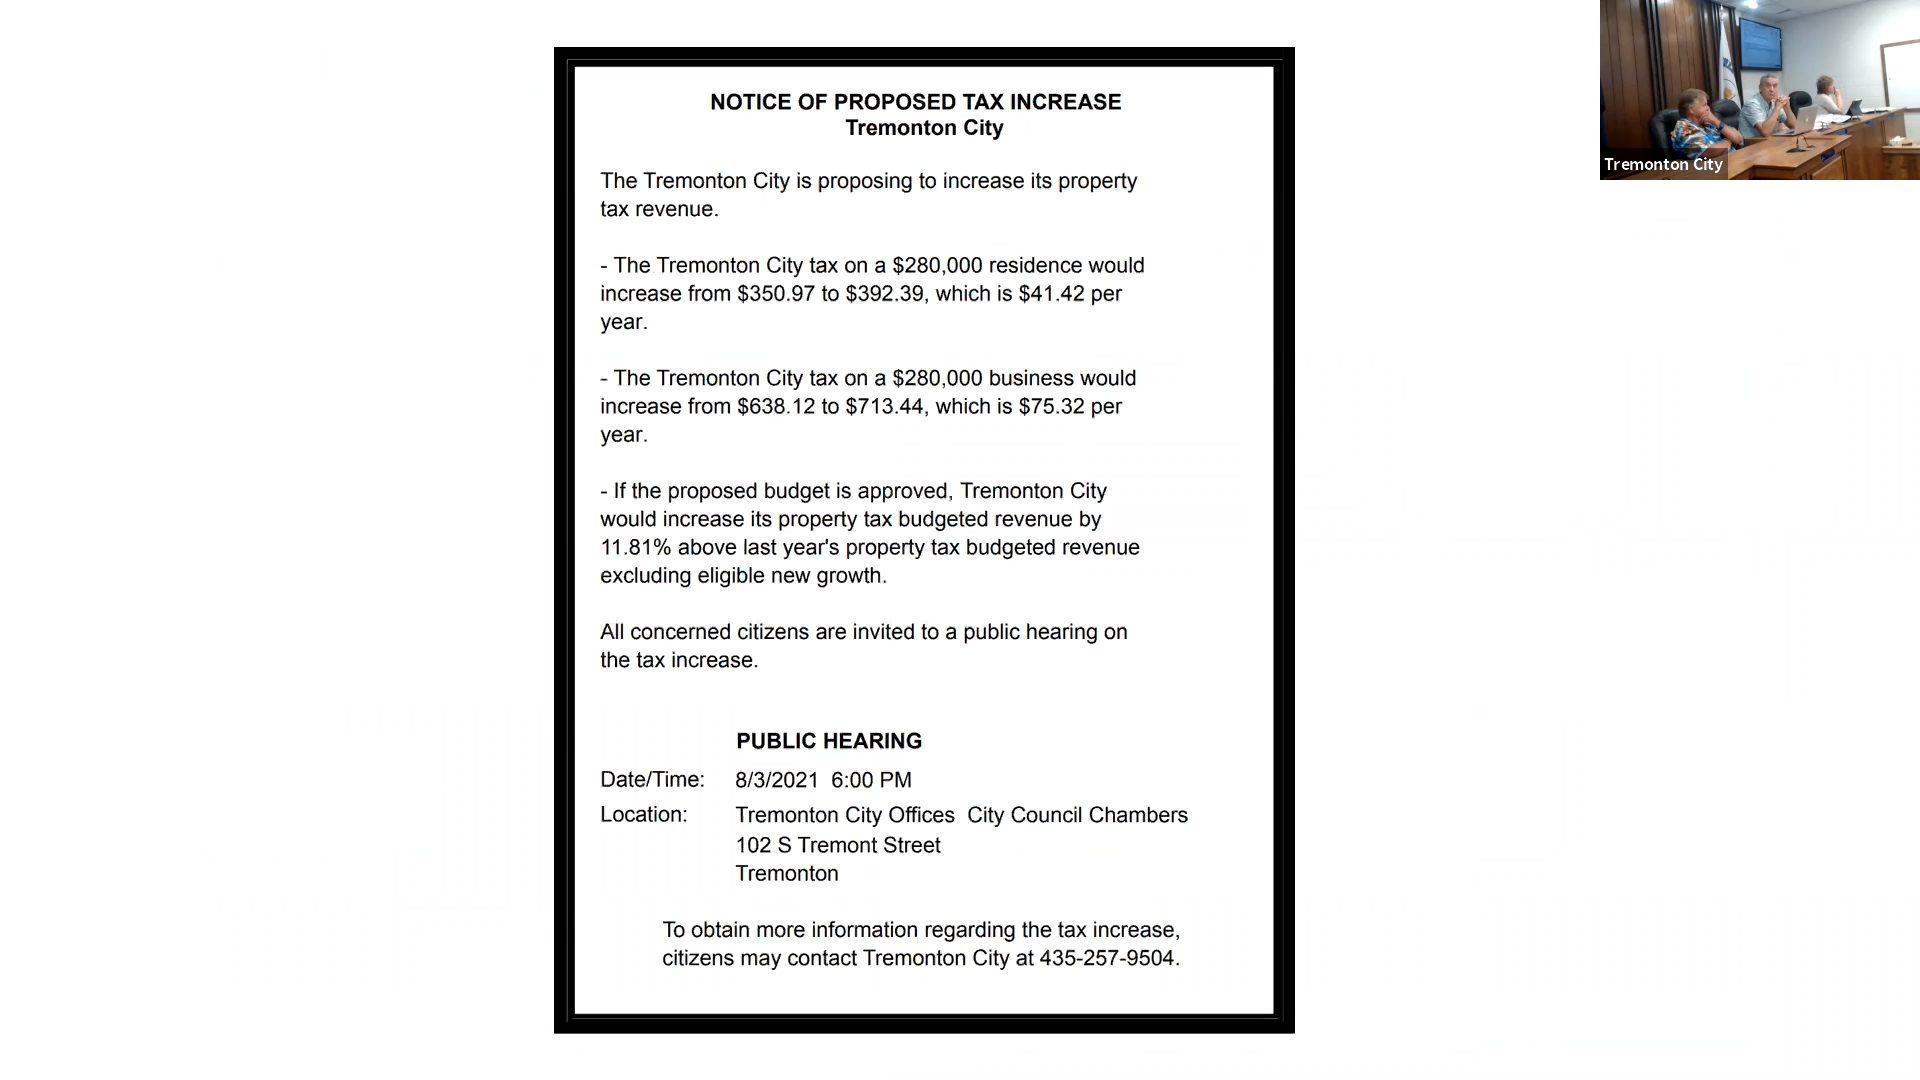 NOTICE OF PROPOSED TAX INCREASE
Tremonton City
The Tremonton City is proposing to increase its property
tax revenue.
- The Tremonton City tax on a $280,000 residence would
increase from $350.97 to $392.39, which is $41.42 per
year.
- The Tremonton City tax on a $280,000 business would
increase from $638.12 to $713.44, which is $75.32 per
year.
- If the proposed budget is approved, Tremonton City
would increase its property tax budgeted revenue by
11.81% above last year's property tax budgeted revenue
excluding eligible new growth.
All concerned citizens are invited to a public hearing on
the tax increase.
PUBLIC HEARING
Date/Time: 8/3/2021 6:00 PM
Location: Tremonton City Offices City Council Chambers
102 S Tremont Street
Tremonton
To obtain more information regarding the tax increase,
citizens may contact Tremonton City at 435-257-9504.
Tremonton City